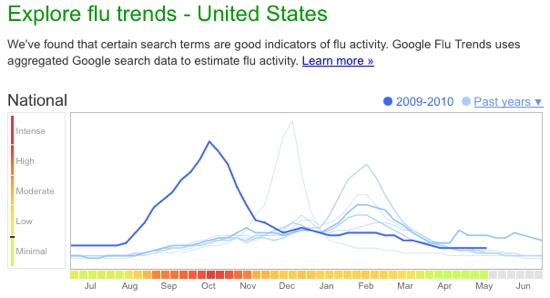 Explore flu trends - United States
We've found that certain search terms are good indicators of flu activity. Google Flu Trends uses
aggregated Google search data to estimate flu activity. Learn more »
National
2009-2010 Past years ▼
Intense
High
Moderate
Low
Minimal
Jul Aug Sep Oct Nov Dec Jan Feb Mar Apr May Jun